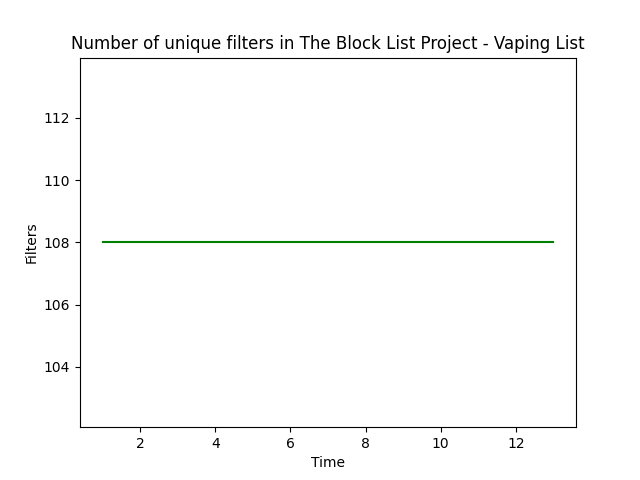 Number of unique filters in The Block List Project - Vaping List
112
110
108
106
104
Filters
2 4 6 8 10 12
Time